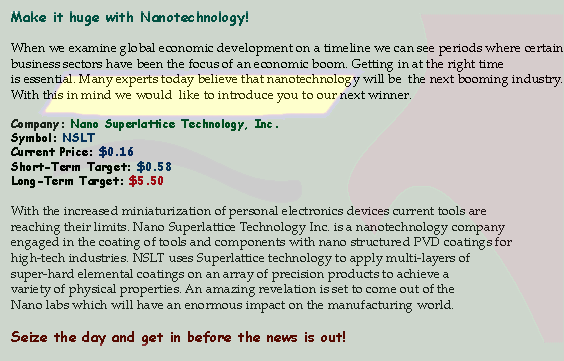 Make it huge with Nanotechnology!
When we examine global economic development on a timeline we can see periods where certain
business sectors have been the focus of an economic boom. Getting in at the right time
is essential. Many experts today believe that nanotechnology will be the next booming industry.
With this in mind we would like to introduce you to our next winner.
Company: Nano Superlattice Technology, Inc.
Symbol: NSLT
Current Price: $0.16
Short-Term Target: $0.58
Long-Term Target: $5.50
With the increased miniaturization of personal electronics devices current tools are
reaching their limits. Nano Superlattice Technology Inc. is a nanotechnology company
engaged in the coating of tools and components with nano structured PVD coatings for
high-tech industries. NSLT uses Superlattice technology to apply multi-layers of
super-hard elemental coatings on an array of precision products to achieve a
variety of physical properties. An amazing revelation is set to come out of the
Nano labs which will have an enormous impact on the manufacturing world.
Seize the day and get in before the news is out!